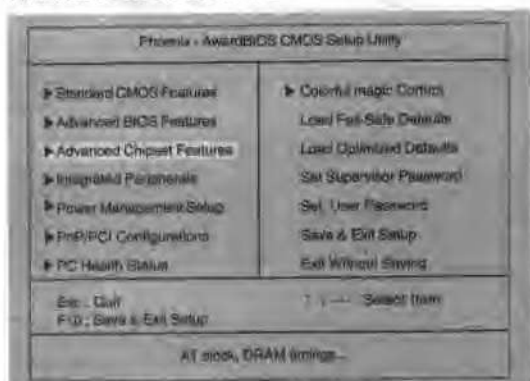 Phoenix - AwardBIOS CMOS Setup Utility
Standard CMOS Features
Advanced BIOS Features
Advanced Chipset Features
Integrated Peripherals
Power Management Setup
PnP/PCI Configurations
PC Health Status
Colorful magic Control
Load Fail-Safe Defaults
Load Optimized Defaults
Set Supervisor Password
Set User Password
Save & Exit Setup
Exit Without Saving
Esc : Quit
F10 : Save & Exit Setup
Select Item
AT clock, DRAM timings...